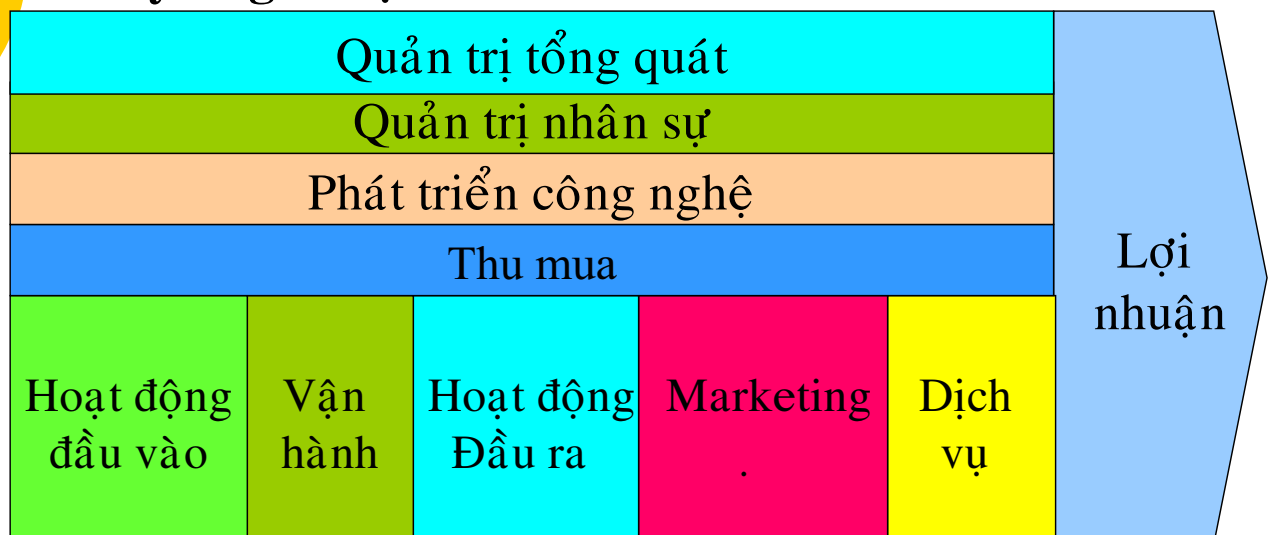 Quản trị tổng quát
Quản trị nhân sự
Phát triển công nghệ
Thu mua
Lợi
nhuận
Hoạt động
đầu vào
Vận
hành
Hoạt động
Đầu ra
Marketing
.
Dịch
vụ